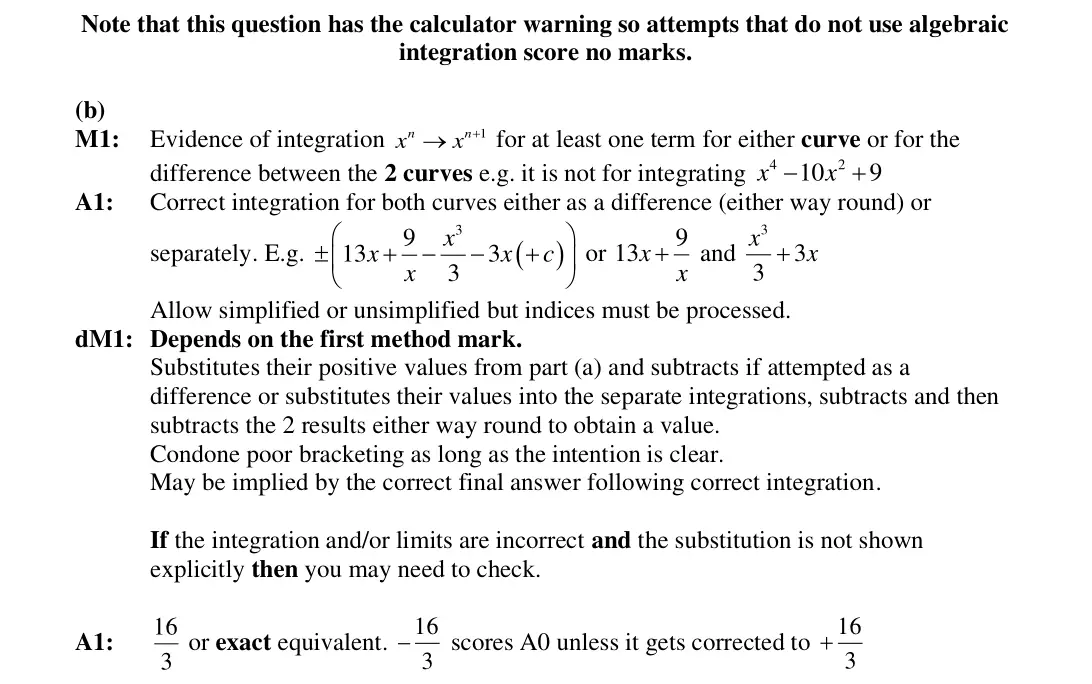 Note that this question has the calculator warning so attempts that do not use algebraic
integration score no marks.
(b)
M1: Evidence of integration xⁿ → xⁿ⁺¹ for at least one term for either curve or for the
difference between the 2 curves e.g. it is not for integrating x⁴ − 10x² + 9
A1: Correct integration for both curves either as a difference (either way round) or
separately. E.g. ±(13x + 9/x − x³/3 − 3x(+c)) or 13x + 9/x and x³/3 + 3x
Allow simplified or unsimplified but indices must be processed.
dM1: Depends on the first method mark.
Substitutes their positive values from part (a) and subtracts if attempted as a
difference or substitutes their values into the separate integrations, subtracts and then
subtracts the 2 results either way round to obtain a value.
Condone poor bracketing as long as the intention is clear.
May be implied by the correct final answer following correct integration.
If the integration and/or limits are incorrect and the substitution is not shown
explicitly then you may need to check.
A1: 16/3 or exact equivalent. −16/3 scores A0 unless it gets corrected to +16/3